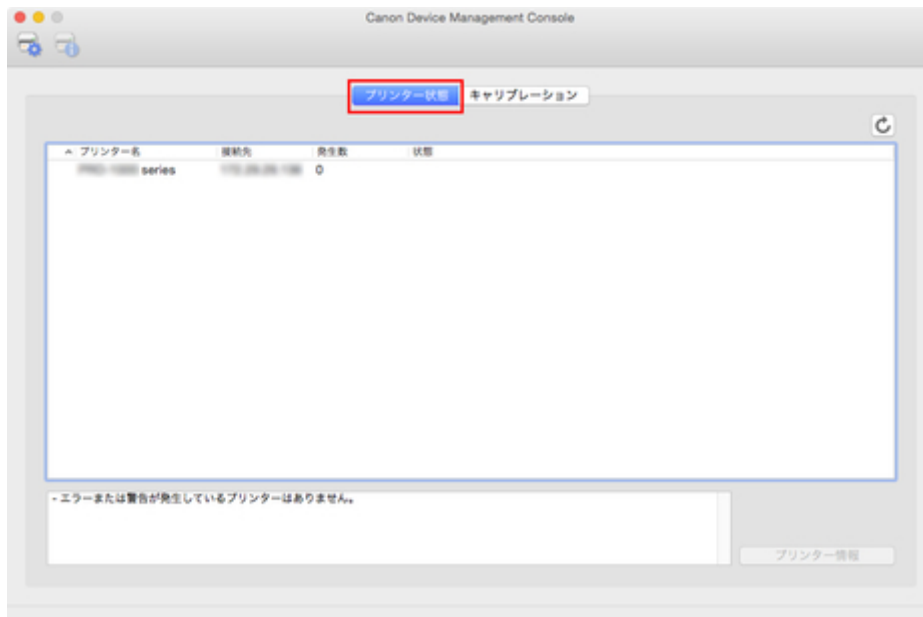 Canon Device Management Console
プリンター状態 キャリブレーション
プリンター名 接続先 発生数 状態
series 0
- エラーまたは警告が発生しているプリンターはありません。
プリンター情報